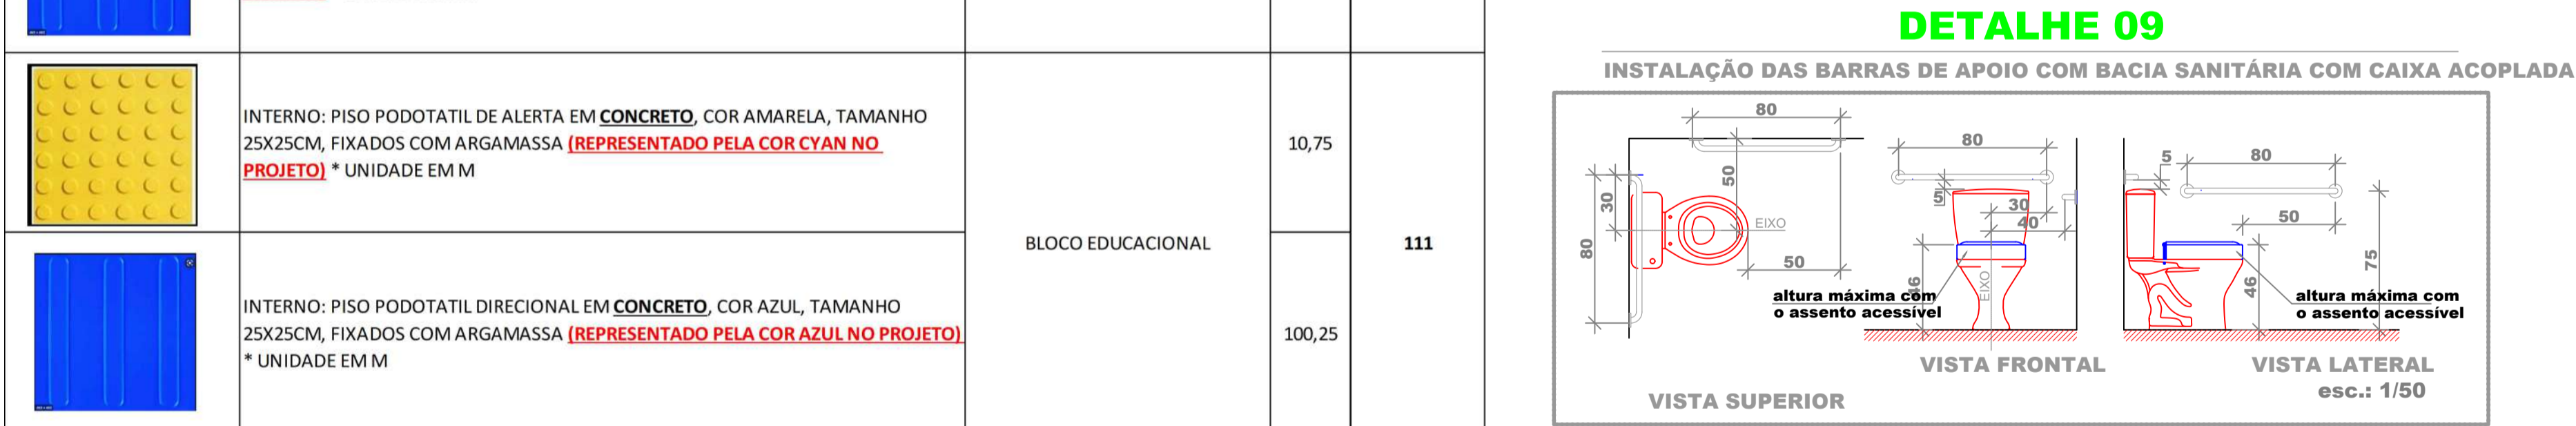 INTERNO: PISO PODOTATIL DE ALERTA EM CONCRETO, COR AMARELA, TAMANHO
25X25CM, FIXADOS COM ARGAMASSA (REPRESENTADO PELA COR CYAN NO
PROJETO) * UNIDADE EM M
10,75
BLOCO EDUCACIONAL
111
INTERNO: PISO PODOTATIL DIRECIONAL EM CONCRETO, COR AZUL, TAMANHO
25X25CM, FIXADOS COM ARGAMASSA (REPRESENTADO PELA COR AZUL NO PROJETO)
* UNIDADE EM M
100,25
DETALHE 09
INSTALAÇÃO DAS BARRAS DE APOIO COM BACIA SANITÁRIA COM CAIXA ACOPLADA
80
50
30
80
EIXO
50
VISTA SUPERIOR
80
5
30
40
46
EIXO
altura máxima com
o assento acessível
VISTA FRONTAL
5
80
50
75
46
altura máxima com
o assento acessível
VISTA LATERAL
esc.: 1/50